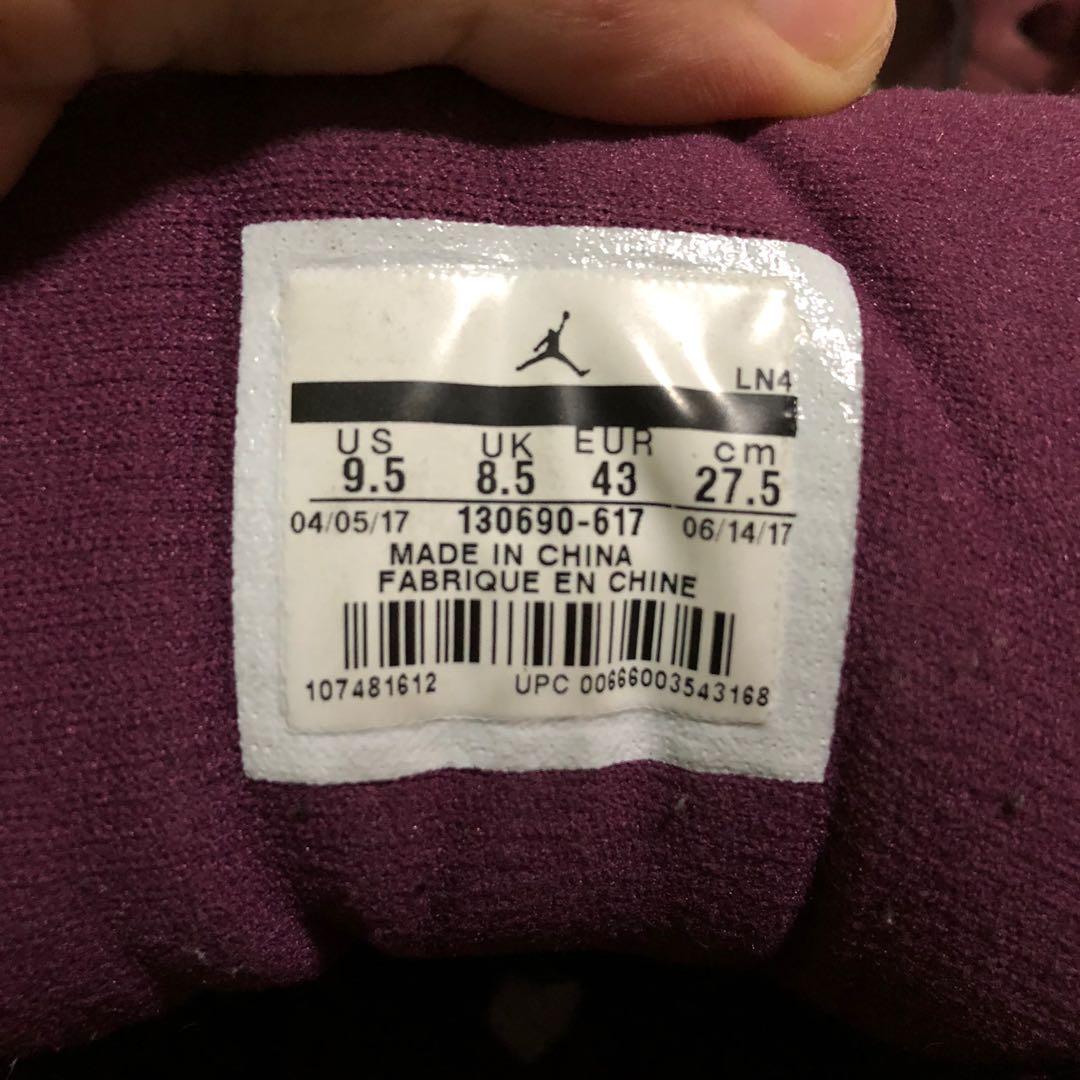 LN4
US UK EUR cm
9.5 8.5 43 27.5
04/05/17 130690-617 06/14/17
MADE IN CHINA
FABRIQUE EN CHINE
107481612 UPC 00666003543168